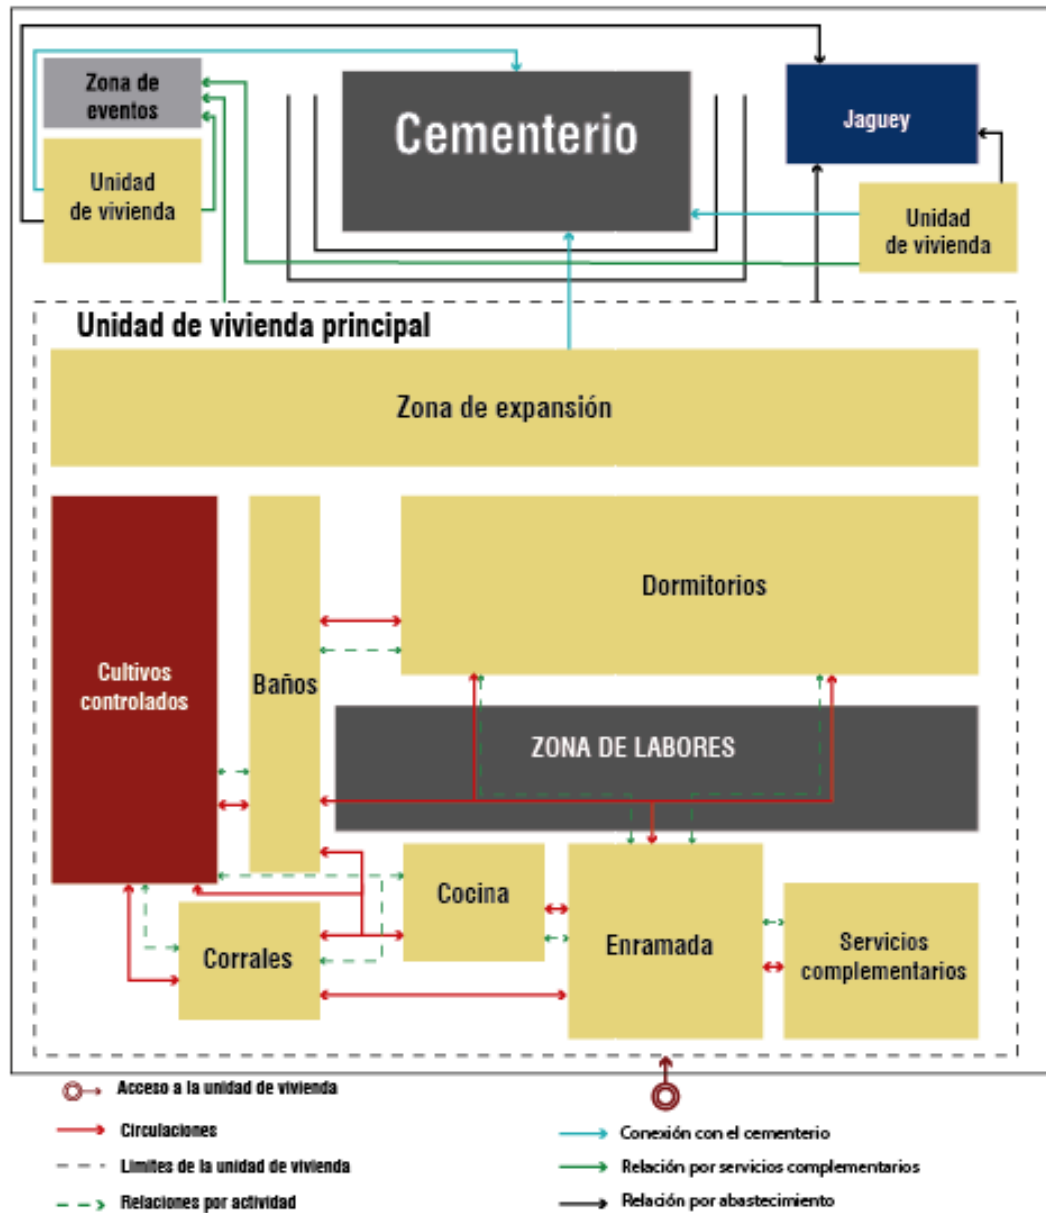 Zona de
eventos
Cementerio
Jaguey
Unidad
de vivienda
Unidad
de vivienda
Unidad de vivienda principal
Zona de expansión
Cultivos
controlados
Baños
Dormitorios
ZONA DE LABORES
Corrales
Cocina
Enramada
Servicios
complementarios
Acceso a la unidad de vivienda
Circulaciones
Limites de la unidad de vivienda
Relaciones por actividad
Conexión con el cementerio
Relación por servicios complementarios
Relación por abastecimiento